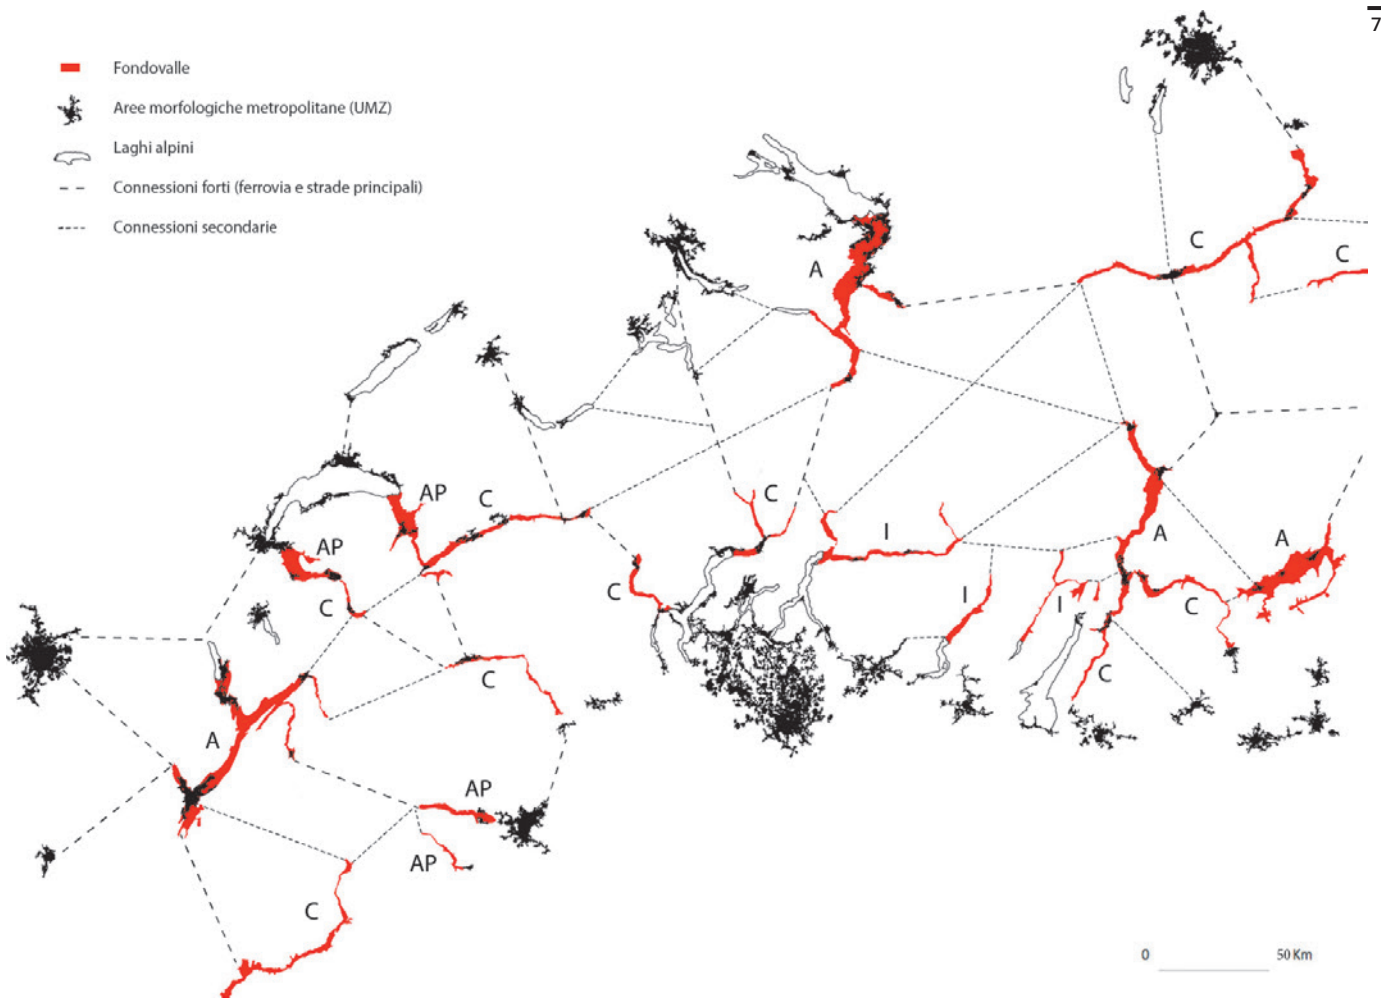 7
Fondovalle
Aree morfologiche metropolitane (UMZ)
Laghi alpini
Connessioni forti (ferrovia e strade principali)
Connessioni secondarie
C
C
A
AP
C
C
AP
I
A
A
C
C
I
I
C
C
C
A
AP
AP
C
0 50 Km